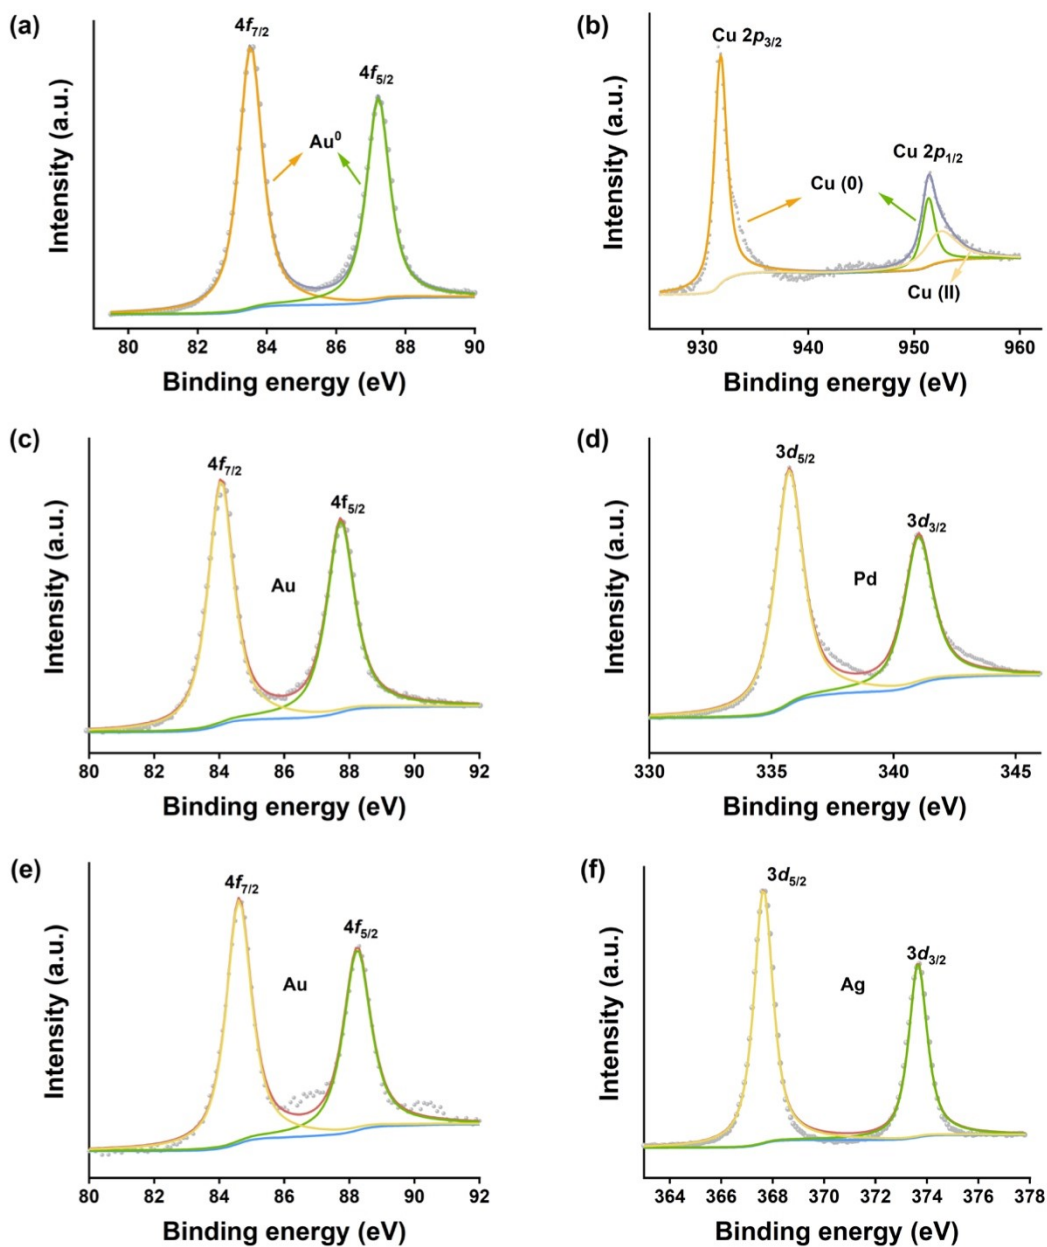 (a)
4f7/2
4f5/2
Au0
Intensity (a.u.)
80 82 84 86 88 90
Binding energy (eV)
(b)
Cu 2p3/2
Cu 2p1/2
Cu (0)
Cu (II)
Intensity (a.u.)
930 940 950 960
Binding energy (eV)
(c)
4f7/2
4f5/2
Au
Intensity (a.u.)
80 82 84 86 88 90 92
Binding energy (eV)
(d)
3d5/2
3d3/2
Pd
Intensity (a.u.)
330 335 340 345
Binding energy (eV)
(e)
4f7/2
4f5/2
Au
Intensity (a.u.)
80 82 84 86 88 90 92
Binding energy (eV)
(f)
3d5/2
3d3/2
Ag
Intensity (a.u.)
364 366 368 370 372 374 376 378
Binding energy (eV)